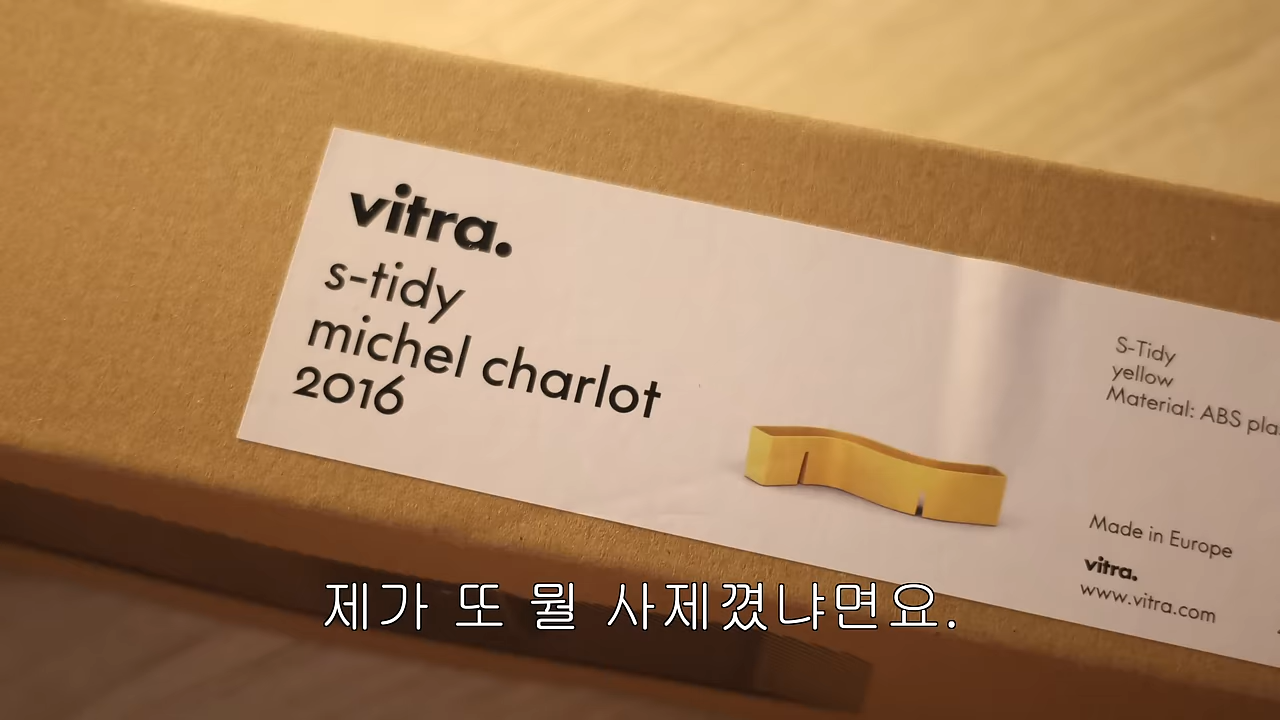 vitra.
s-tidy
michel charlot
2016
S-Tidy
yellow
Material: ABS
Made in Europe
vitra.
www.vitra.com
제가 또 뭘 사제꼈냐면요.